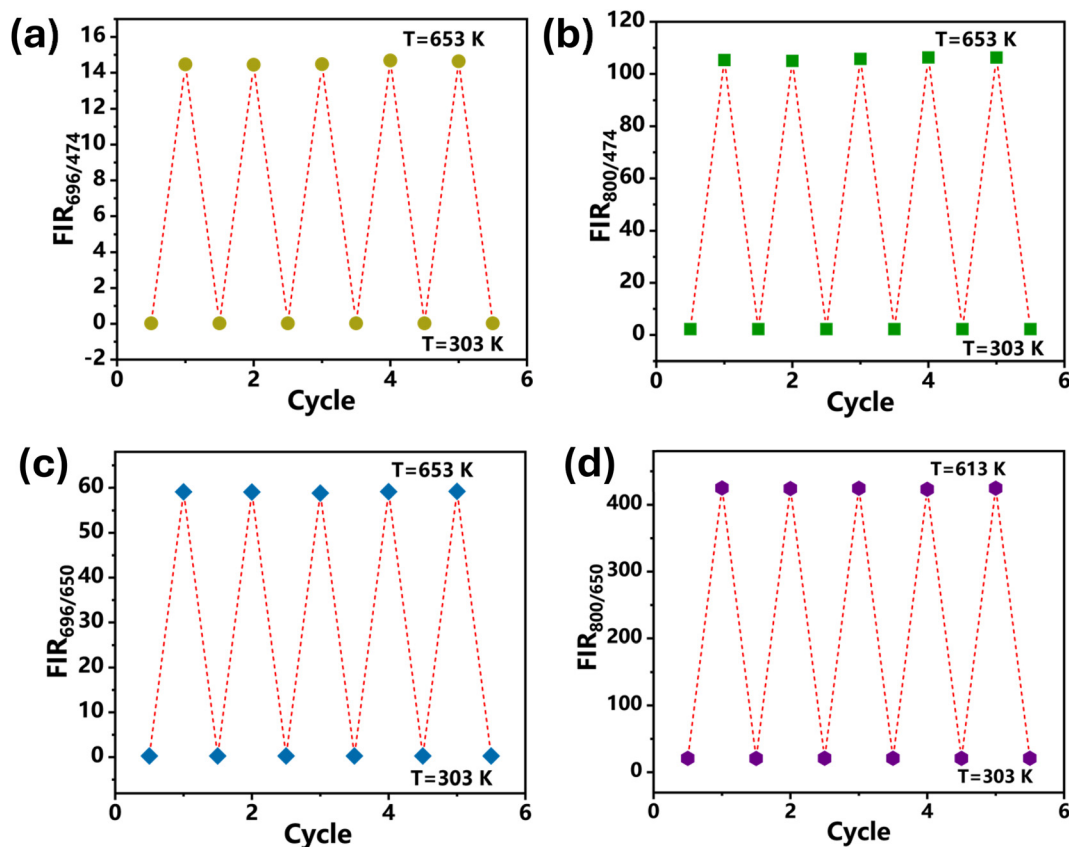 (a)
16
14
12
10
8
6
4
2
0
-2
FIR696/474
T=653 K
T=303 K
0 2 4 6
Cycle
(b)
120
100
80
60
40
20
0
FIR800/474
T=653 K
T=303 K
0 2 4 6
Cycle
(c)
60
50
40
30
20
10
0
FIR696/650
T=653 K
T=303 K
0 2 4 6
Cycle
(d)
400
300
200
100
0
FIR800/650
T=613 K
T=303 K
0 2 4 6
Cycle